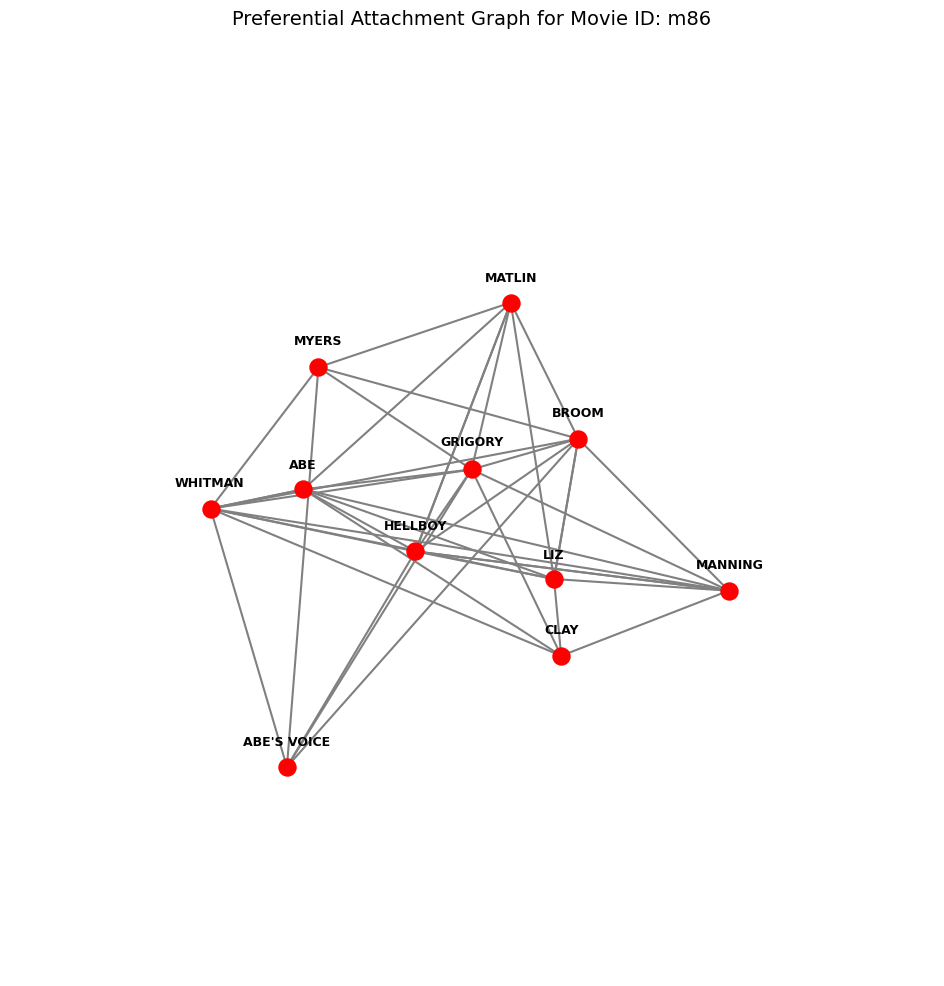 Preferential Attachment Graph for Movie ID: m86
MATLIN
MYERS
BROOM
GRIGORY
ABE
WHITMAN
HELLBOY
LIZ
MANNING
CLAY
ABE'S VOICE